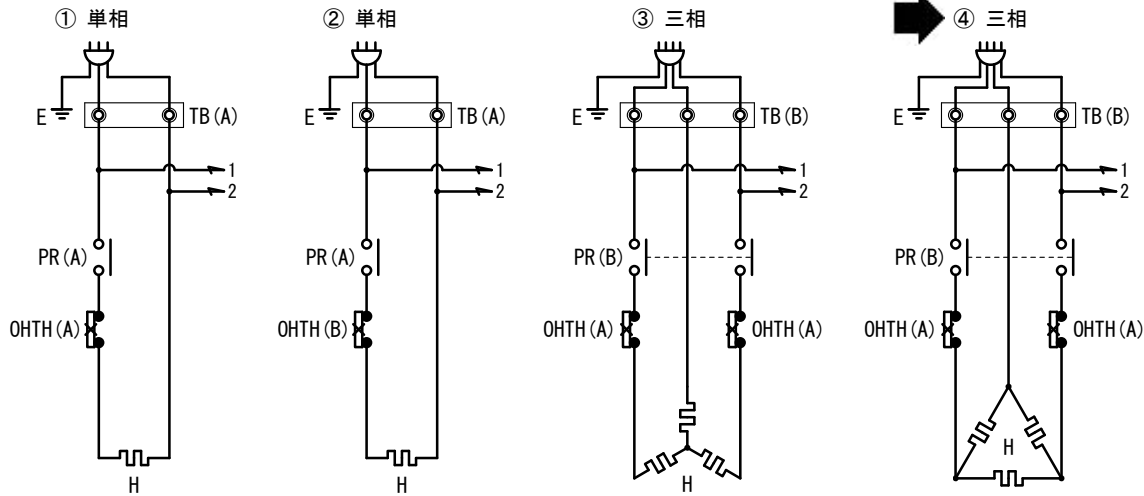 ① 単相
② 単相
③ 三相
④ 三相
E
TB(A)
E
TB(A)
E
TB(B)
E
TB(B)
1
1
1
1
2
2
2
2
PR(A)
PR(A)
PR(B)
PR(B)
OHTH(A)
OHTH(B)
OHTH(A)
OHTH(A)
OHTH(A)
OHTH(A)
H
H
H
H